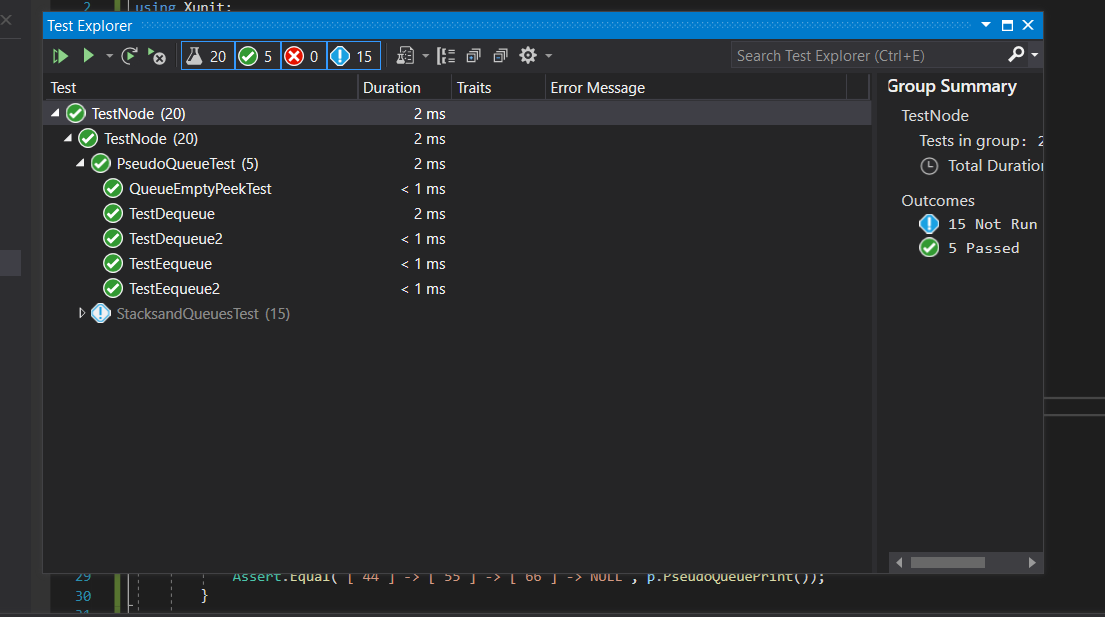 2
using Xunit;
Test Explorer
20 5 0 15
Search Test Explorer (Ctrl+E)
Test Duration Traits Error Message
TestNode (20) 2 ms
TestNode (20) 2 ms
PseudoQueueTest (5) 2 ms
QueueEmptyPeekTest < 1 ms
TestDequeue 2 ms
TestDequeue2 < 1 ms
TestEequeue < 1 ms
TestEequeue2 < 1 ms
StacksandQueuesTest (15)
Group Summary
TestNode
Tests in group: 2
Total Duration
Outcomes
15 Not Run
5 Passed
29 Assert.Equal("[ 44 ] -> [ 55 ] -> [ 66 ] -> NULL", p.PseudoQueuePrint());
30 }
31